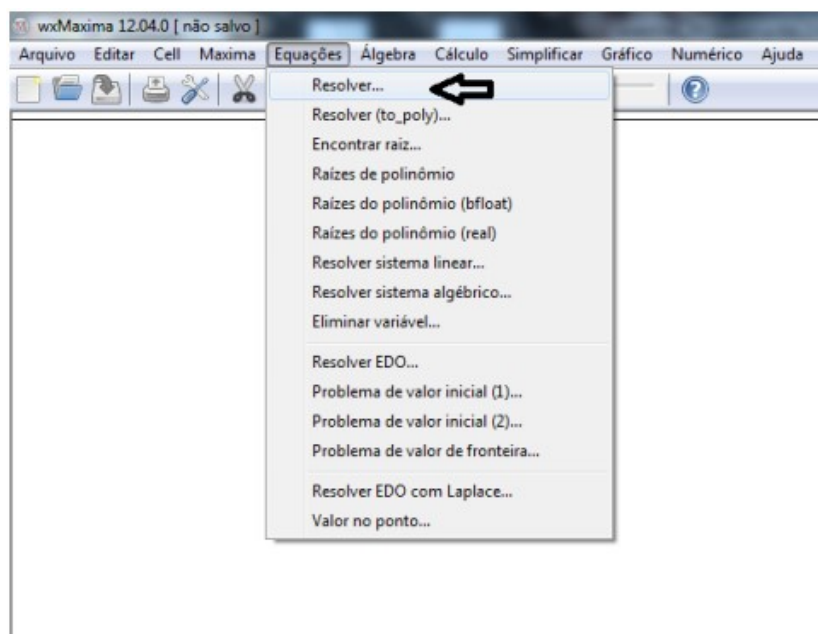 wxMaxima 12.04.0 [ não salvo ]
Arquivo Editar Cell Maxima Equações Álgebra Cálculo Simplificar Gráfico Numérico Ajuda
Resolver...
Resolver (to_poly)...
Encontrar raiz...
Raízes de polinômio
Raízes do polinômio (bfloat)
Raízes do polinômio (real)
Resolver sistema linear...
Resolver sistema algébrico...
Eliminar variável...
Resolver EDO...
Problema de valor inicial (1)...
Problema de valor inicial (2)...
Problema de valor de fronteira...
Resolver EDO com Laplace...
Valor no ponto...